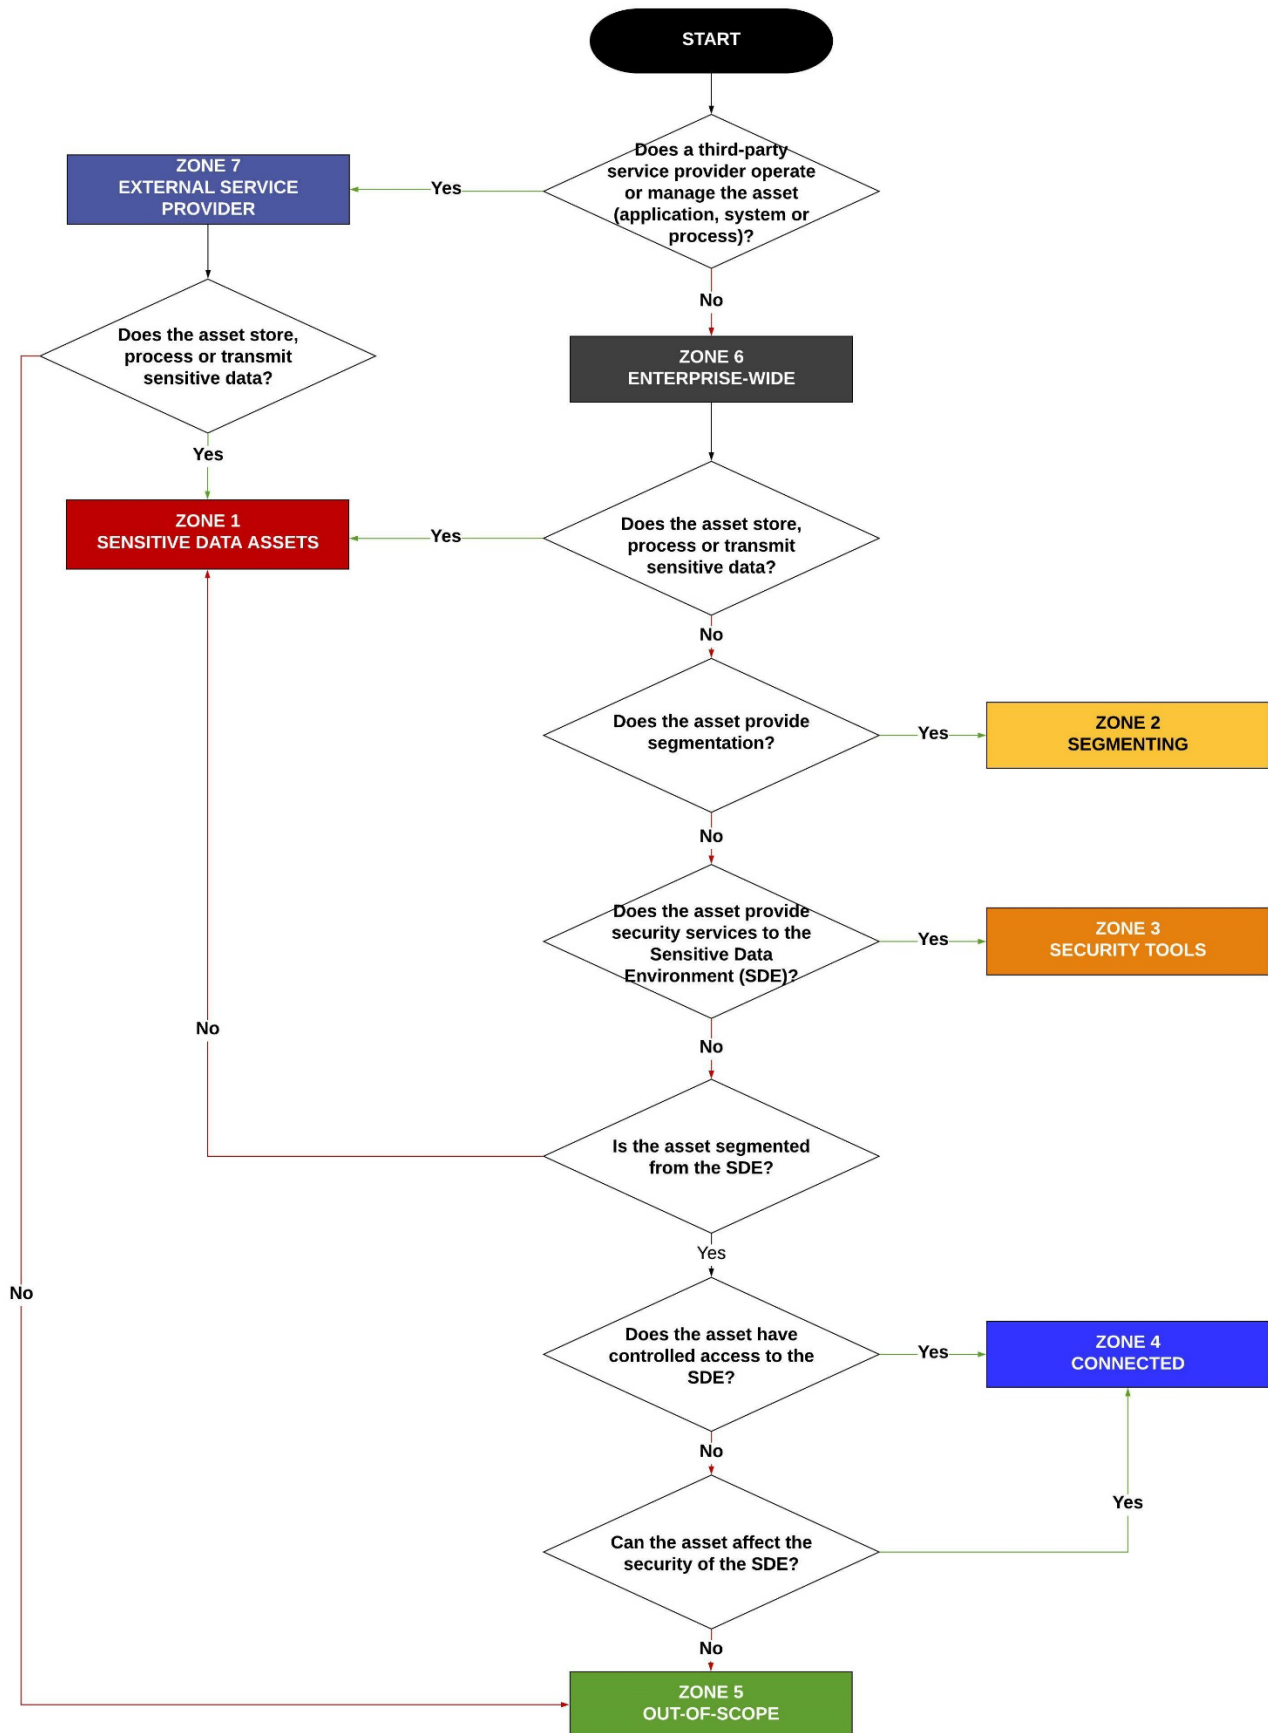 START
Does a third-party
service provider operate
or manage the asset
(application, system or
process)?
Yes
ZONE 7
EXTERNAL SERVICE
PROVIDER
No
Does the asset store,
process or transmit
sensitive data?
ZONE 6
ENTERPRISE-WIDE
Yes
ZONE 1
SENSITIVE DATA ASSETS
Yes
Does the asset store,
process or transmit
sensitive data?
No
Does the asset provide
segmentation?
Yes
ZONE 2
SEGMENTING
No
Does the asset provide
security services to the
Sensitive Data
Environment (SDE)?
Yes
ZONE 3
SECURITY TOOLS
No
No
Is the asset segmented
from the SDE?
Yes
No
Does the asset have
controlled access to the
SDE?
Yes
ZONE 4
CONNECTED
No
Yes
Can the asset affect the
security of the SDE?
No
ZONE 5
OUT-OF-SCOPE